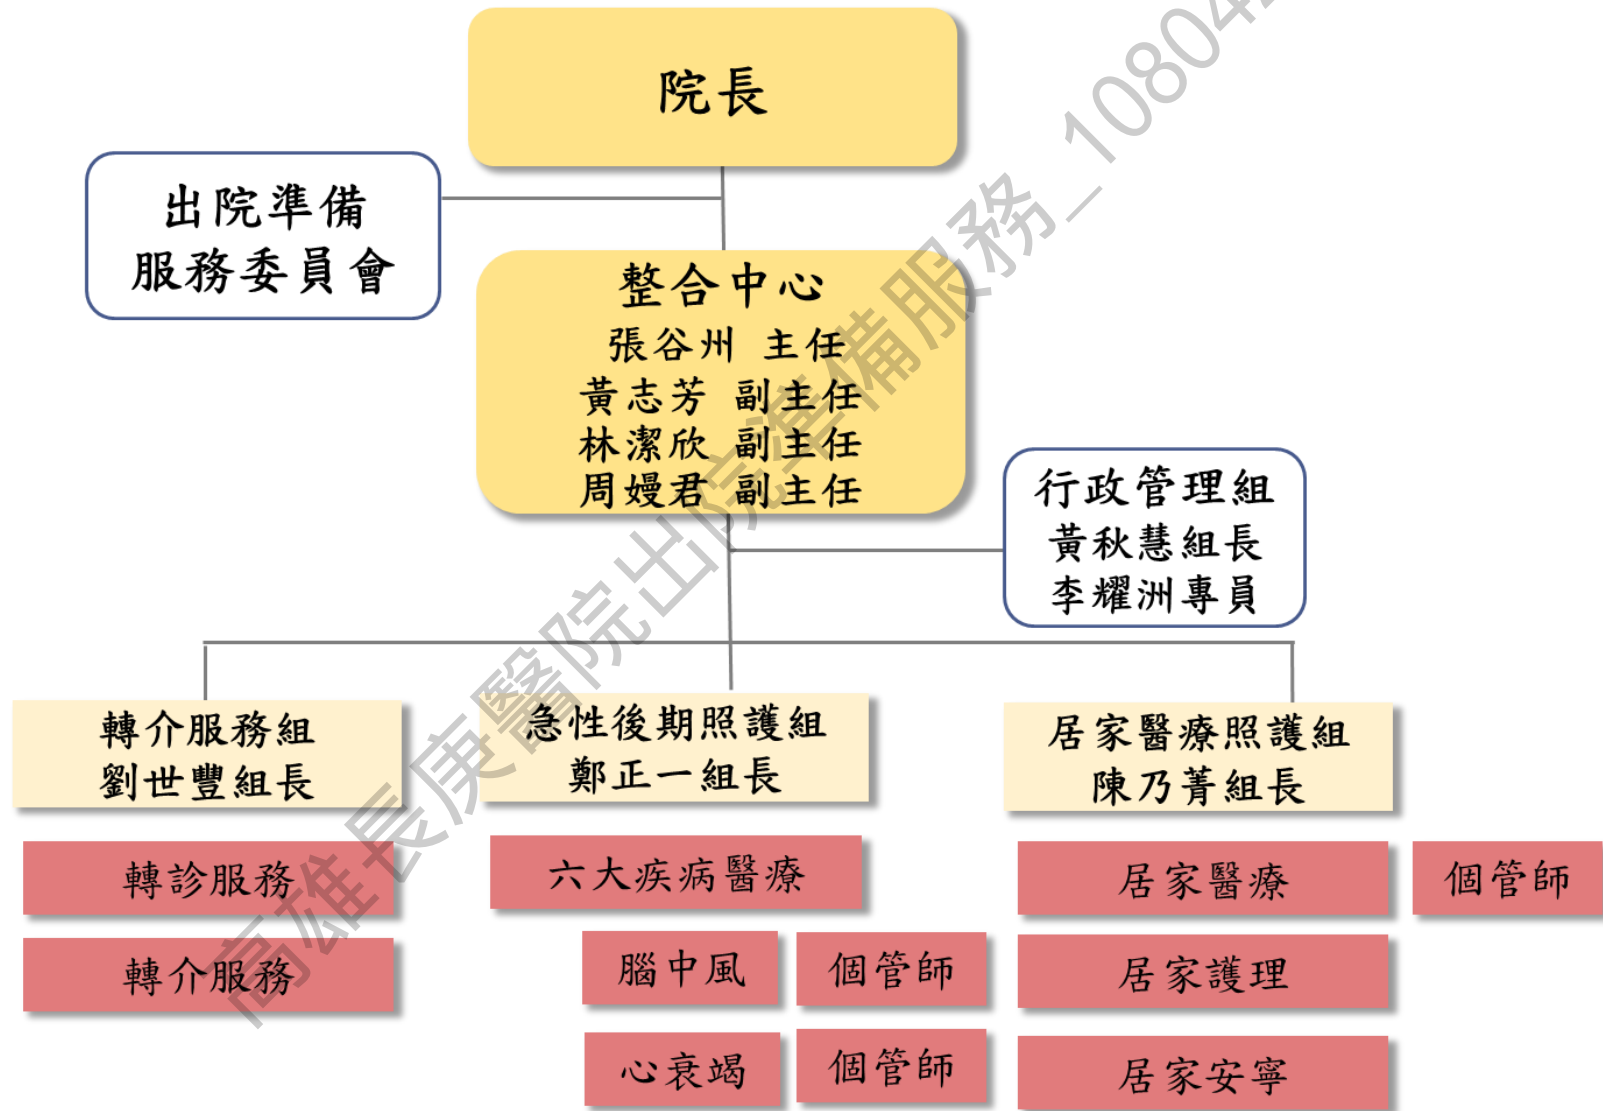 院長
出院準備
服務委員會
整合中心
張谷州 主任
黃志芳 副主任
林潔欣 副主任
周嫚君 副主任
行政管理組
黃秋慧組長
李耀洲專員
轉介服務組
劉世豐組長
急性後期照護組
鄭正一組長
居家醫療照護組
陳乃菁組長
轉診服務
轉介服務
六大疾病醫療
腦中風
個管師
心衰竭
個管師
居家醫療
個管師
居家護理
居家安寧
高雄長庚醫院出院準備服務_10804